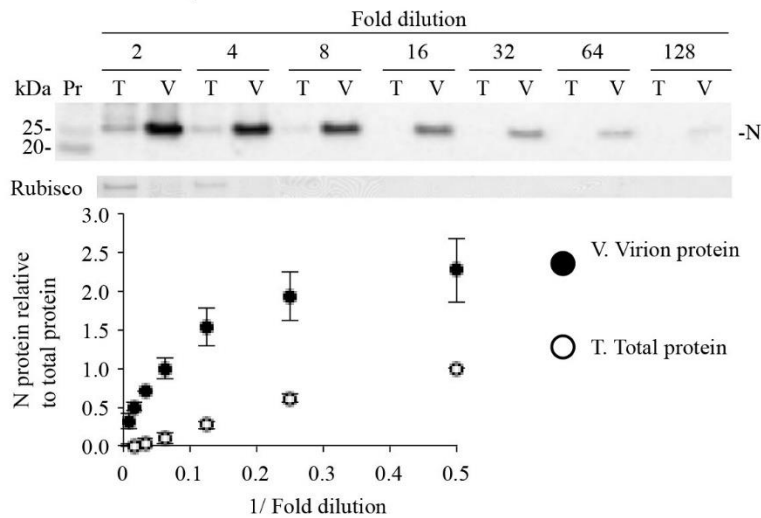 Fold dilution
2 4 8 16 32 64 128
kDa Pr T V T V T V T V T V T V T V
25-
-N
20-
Rubisco
3.0
2.5
2.0
1.5
1.0
0.5
0.0
N protein relative
to total protein
0 0.1 0.2 0.3 0.4 0.5
1/ Fold dilution
V. Virion protein
T. Total protein